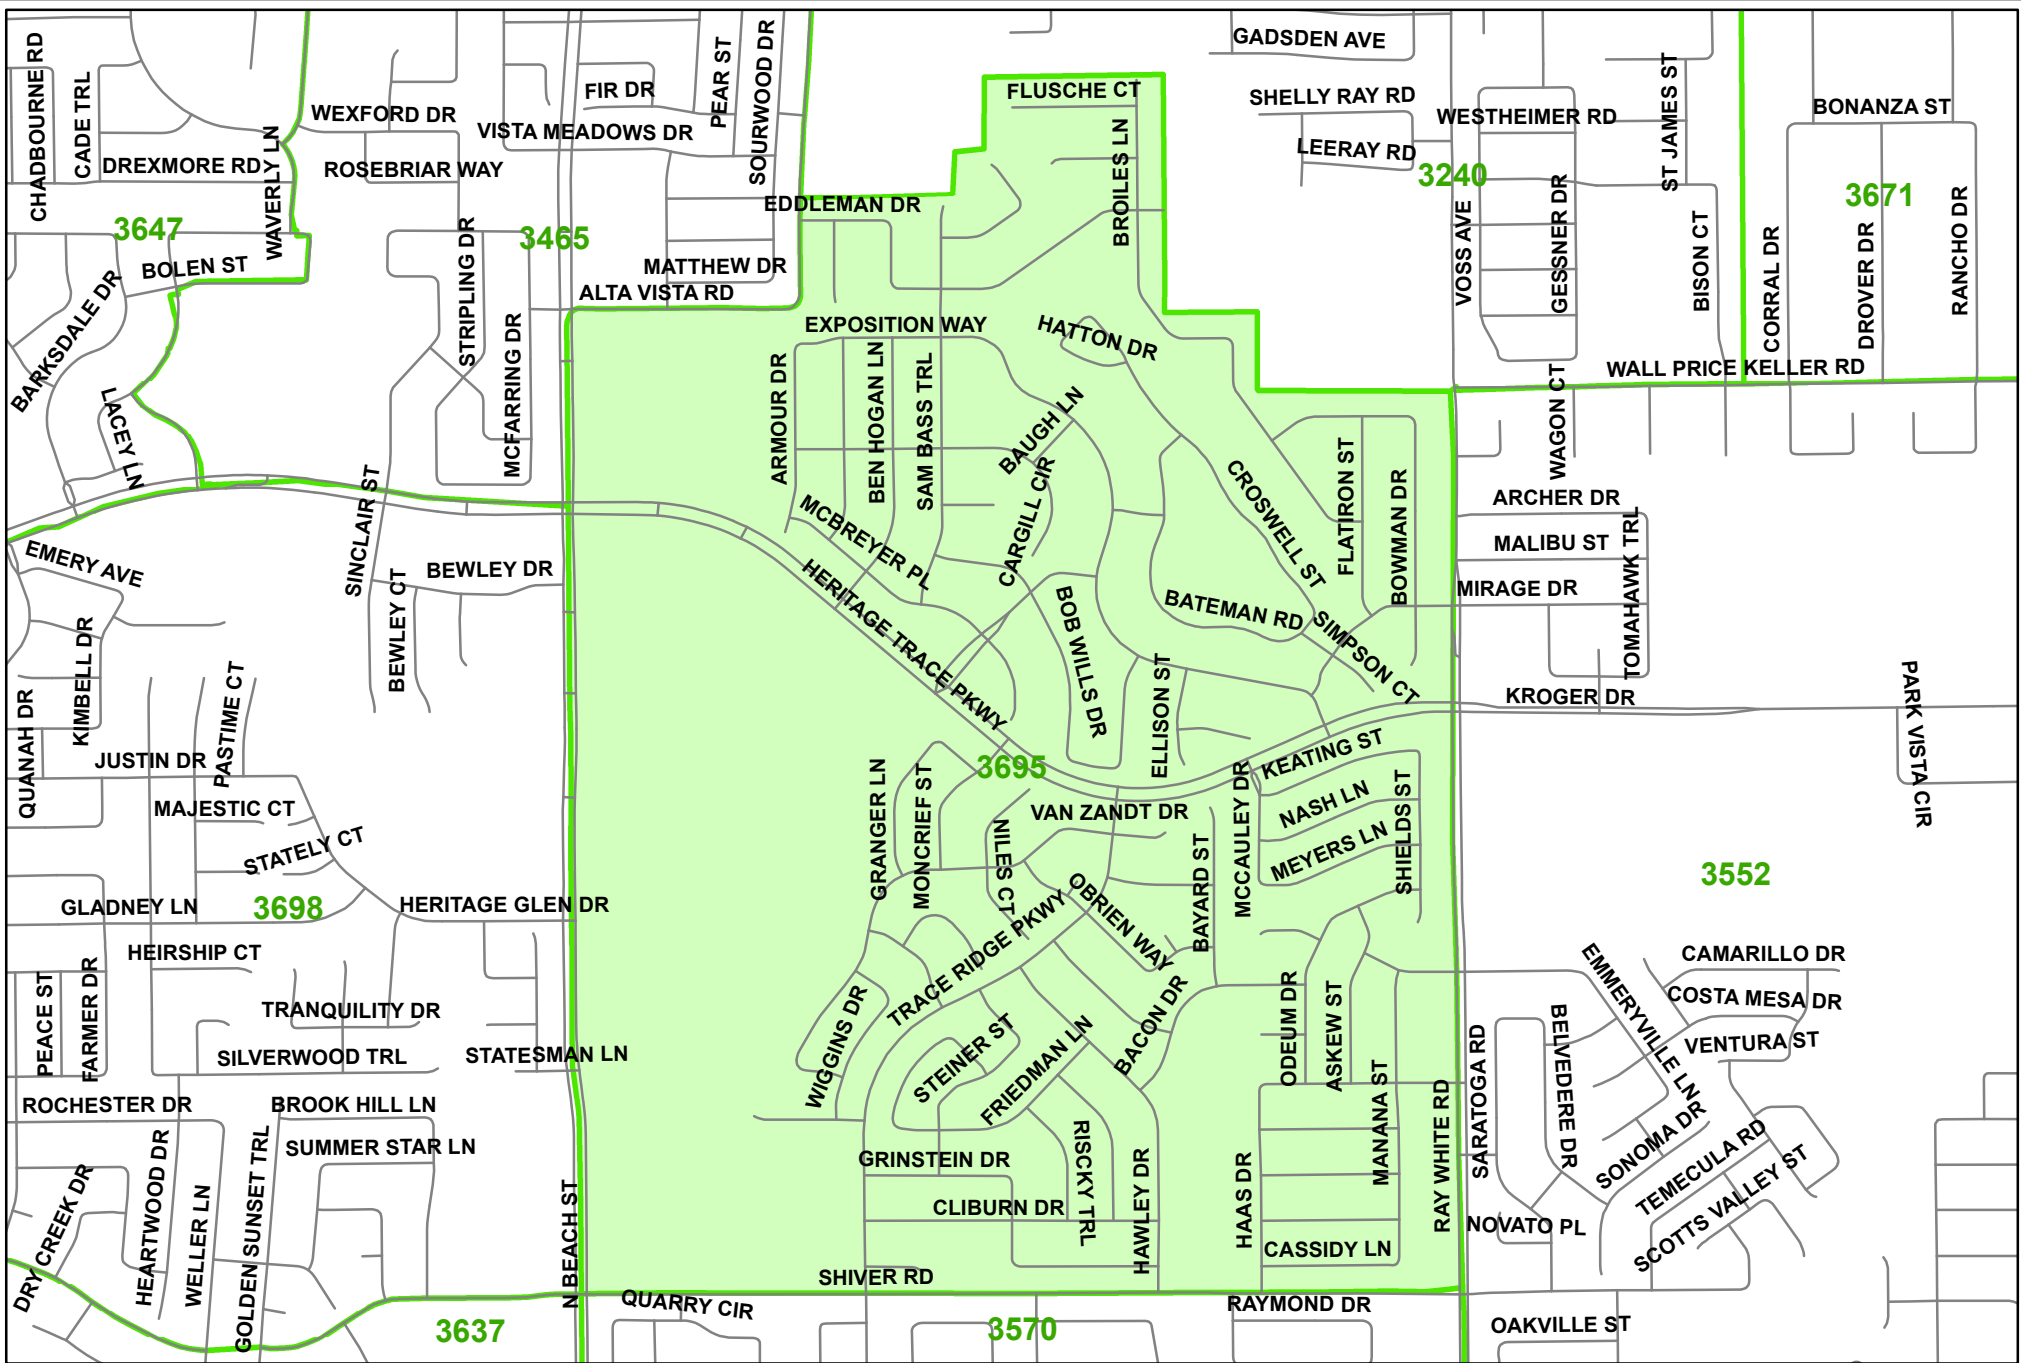 GADSDEN AVE
CHADBOURNE RD
CADE TRL
PEAR ST
SOURWOOD DR
FIR DR
FLUSCHE CT
SHELLY RAY RD
ST JAMES ST
BONANZA ST
WEXFORD DR
VISTA MEADOWS DR
WESTHEIMER RD
LEERAY RD
DREXMORE RD
ROSEBRIAR WAY
WAVERLY LN
BROILES LN
3240
3671
EDDLEMAN DR
3647
3465
STRIPLING DR
VOSS AVE
GESSNER DR
BISON CT
CORRAL DR
DROVER DR
RANCHO DR
BOLEN ST
MATTHEW DR
ALTA VISTA RD
BARKSDALE DR
EXPOSITION WAY
HATTON DR
MCFARRING DR
WALL PRICE KELLER RD
LACEY LN
ARMOUR DR
BEN HOGAN LN
SAM BASS TRL
BAUGH LN
WAGON CT
FLATIRON ST
BOWMAN DR
CROSWELL ST
CARGILL CIR
ARCHER DR
SINCLAIR ST
MCBREYER PL
MALIBU ST
TOMAHAWK TRL
EMERY AVE
BEWLEY DR
MIRAGE DR
HERITAGE TRACE PKWY
BEWLEY CT
BOB WILLS DR
BATEMAN RD
SIMPSON CT
KIMBELL DR
PASTIME CT
ELLISON ST
KROGER DR
PARK VISTA CIR
QUANAH DR
JUSTIN DR
3695
KEATING ST
MAJESTIC CT
GRANGER LN
MONCRIEF ST
VAN ZANDT DR
MCCAULEY DR
NASH LN
SHIELDS ST
STATELY CT
NILES CT
BAYARD ST
MEYERS LN
3552
GLADNEY LN
3698
HERITAGE GLEN DR
OBRIEN WAY
TRACE RIDGE PKWY
HEIRSHIP CT
CAMARILLO DR
EMMERYVILLE LN
COSTA MESA DR
PEACE ST
FARMER DR
TRANQUILITY DR
WIGGINS DR
BACON DR
ODEUM DR
ASKEW ST
BELVEDERE DR
VENTURA ST
SILVERWOOD TRL
STATESMAN LN
STEINER ST
FRIEDMAN LN
MANANA ST
SARATOGA RD
ROCHESTER DR
BROOK HILL LN
SUMMER STAR LN
HEARTWOOD DR
GRINSTEIN DR
RISCKY TRL
HAWLEY DR
HAAS DR
RAY WHITE RD
SONOMA DR
TEMECULA RD
SCOTTS VALLEY ST
DRY CREEK DR
WELLER LN
GOLDEN SUNSET TRL
N BEACH ST
CLIBURN DR
NOVATO PL
CASSIDY LN
SHIVER RD
QUARRY CIR
RAYMOND DR
3637
3570
OAKVILLE ST